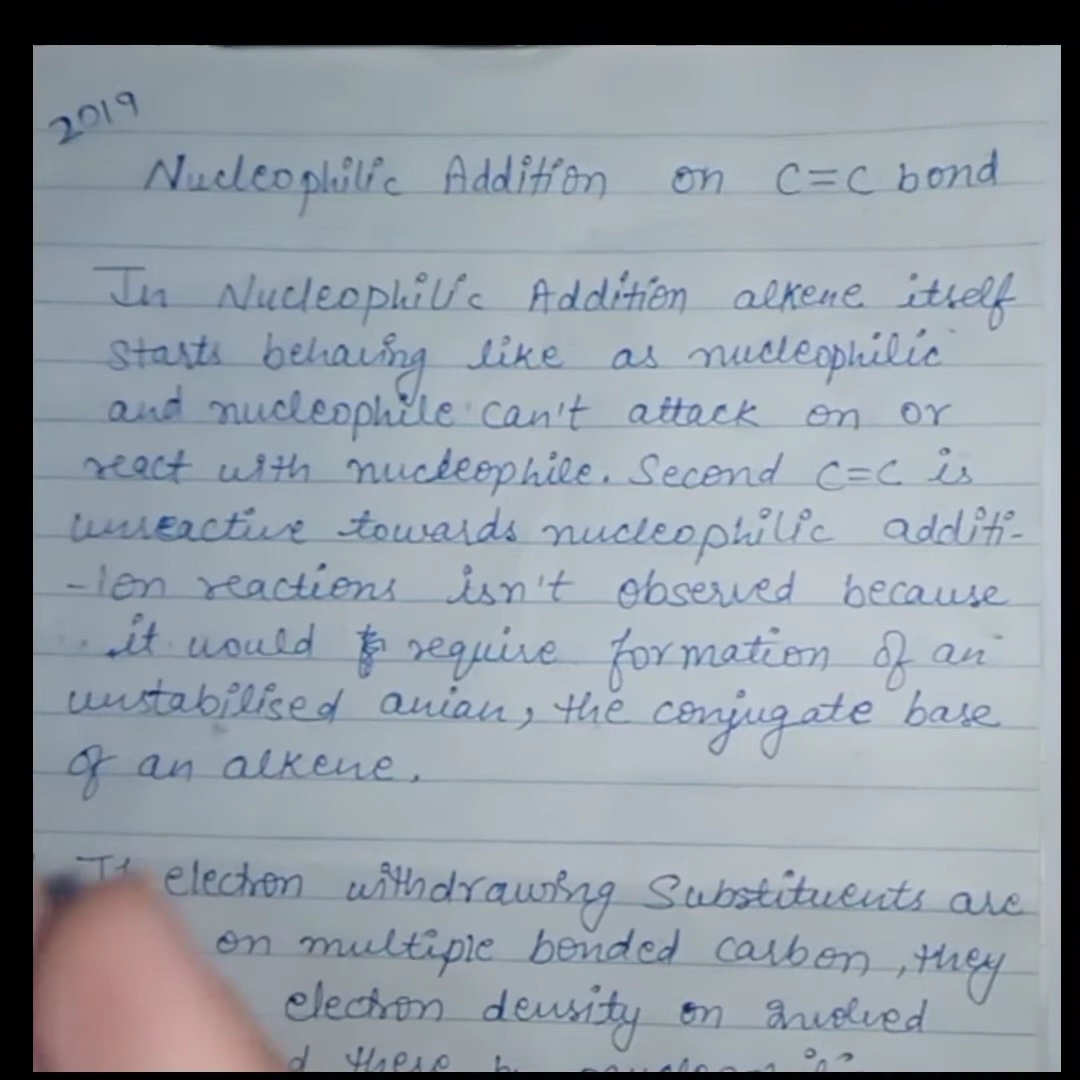 2019
Nucleophilic Addition on C=C bond
In Nucleophilic Addition alkene itself
starts behaving like as nucleophilic
and nucleophile can't attack on or
react with nucleophile. Second C=C is
unreactive towards nucleophilic additi-
-ion reactions isn't observed because
it would require formation of an
unstabilised anian, the conjugate base
of an alkene.
If electron withdrawing Substituents are
on multiple bonded carbon, they
electron density on involved